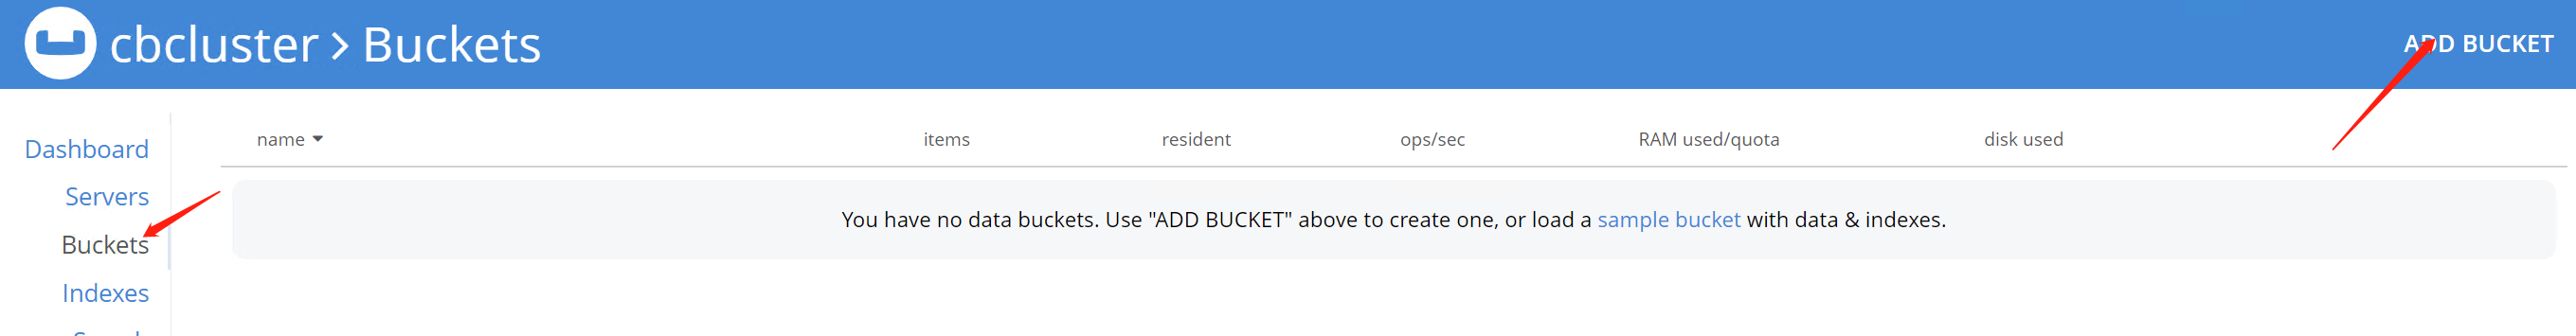 cbcluster > Buckets
ADD BUCKET
Dashboard
Servers
Buckets
Indexes
name
items
resident
ops/sec
RAM used/quota
disk used
You have no data buckets. Use "ADD BUCKET" above to create one, or load a sample bucket with data & indexes.